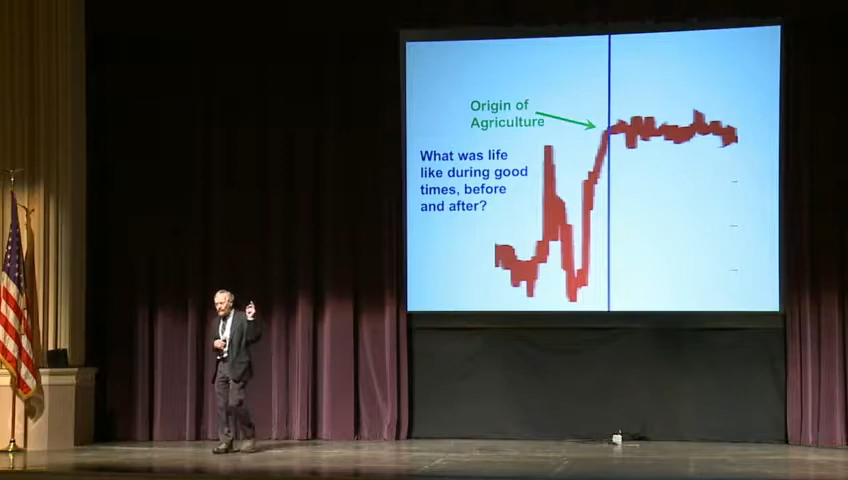 Origin of
Agriculture
What was life
like during good
times, before
and after?